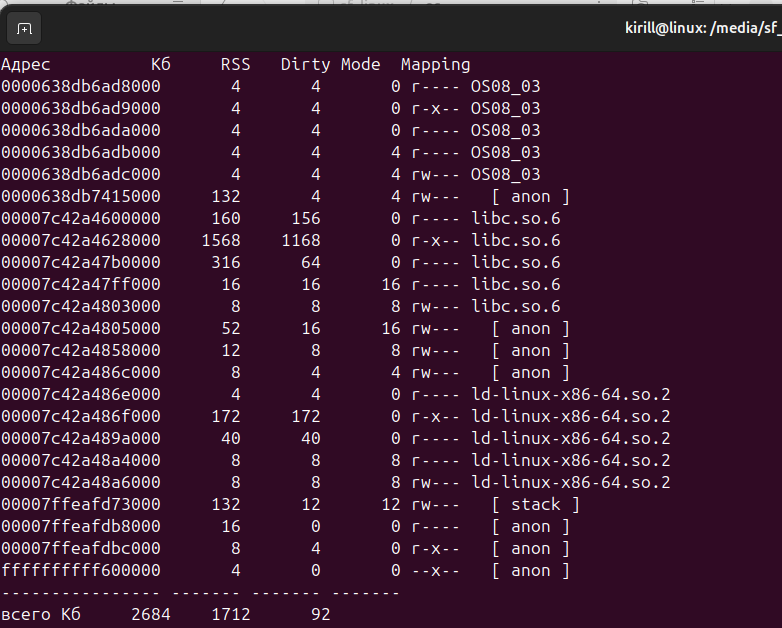 kirill@linux: /media/sf_
Адрес          Кб     RSS   Dirty Mode  Mapping
0000638db6ad8000       4       4       0 r---- OS08_03
0000638db6ad9000       4       4       0 r-x-- OS08_03
0000638db6ada000       4       4       0 r---- OS08_03
0000638db6adb000       4       4       4 r---- OS08_03
0000638db6adc000       4       4       4 rw--- OS08_03
0000638db7415000     132       4       4 rw---   [ anon ]
00007c42a4600000     160     156       0 r---- libc.so.6
00007c42a4628000    1568    1168       0 r-x-- libc.so.6
00007c42a47b0000     316      64       0 r---- libc.so.6
00007c42a47ff000      16      16      16 r---- libc.so.6
00007c42a4803000       8       8       8 rw--- libc.so.6
00007c42a4805000      52      16      16 rw---   [ anon ]
00007c42a4858000      12       8       8 rw---   [ anon ]
00007c42a486c000       8       4       4 rw---   [ anon ]
00007c42a486e000       4       4       0 r---- ld-linux-x86-64.so.2
00007c42a486f000     172     172       0 r-x-- ld-linux-x86-64.so.2
00007c42a489a000      40      40       0 r---- ld-linux-x86-64.so.2
00007c42a48a4000       8       8       8 r---- ld-linux-x86-64.so.2
00007c42a48a6000       8       8       8 rw--- ld-linux-x86-64.so.2
00007ffeafd73000     132      12      12 rw---   [ stack ]
00007ffeafdb8000      16       0       0 r----   [ anon ]
00007ffeafdbc000       8       4       0 r-x--   [ anon ]
ffffffffff600000       4       0       0 --x--   [ anon ]
---------------- ------- ------- -------
всего Кб     2684    1712      92